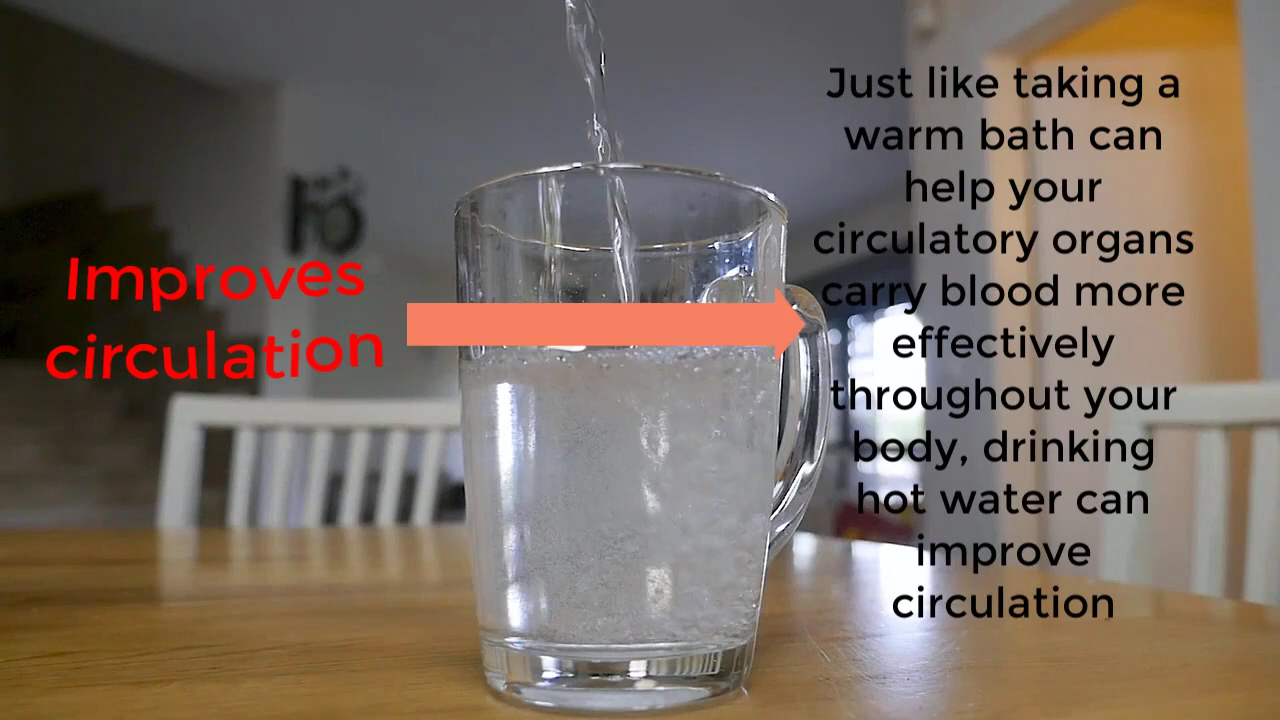 Improves
circulation
Just like taking a
warm bath can
help your
circulatory organs
carry blood more
effectively
throughout your
body, drinking
hot water can
improve
circulation